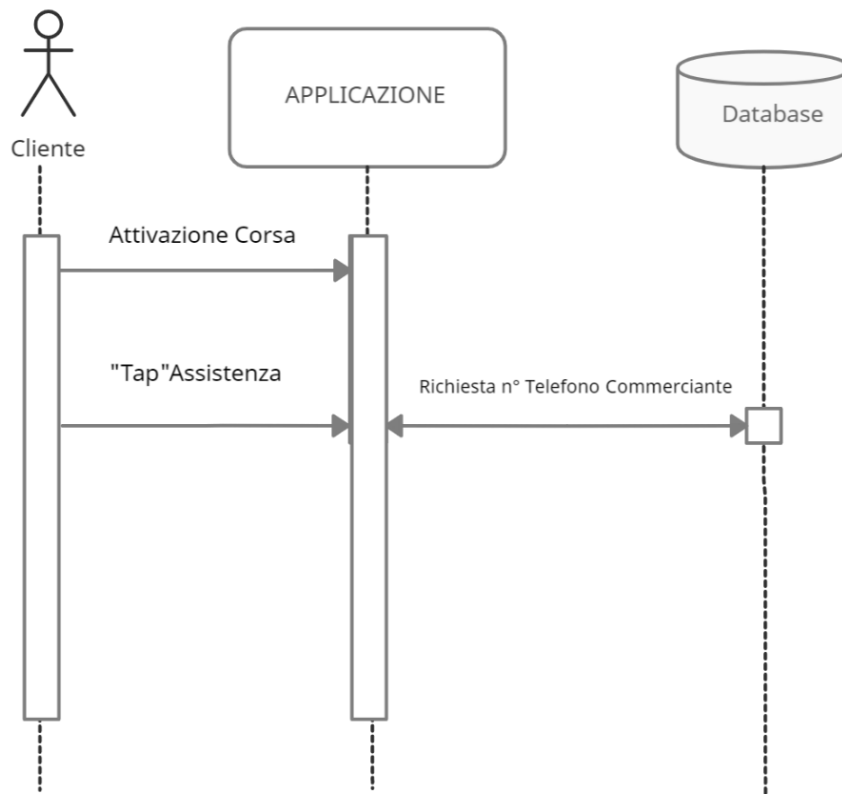 APPLICAZIONE
Database
Cliente
Attivazione Corsa
"Tap"Assistenza
Richiesta n° Telefono Commerciante